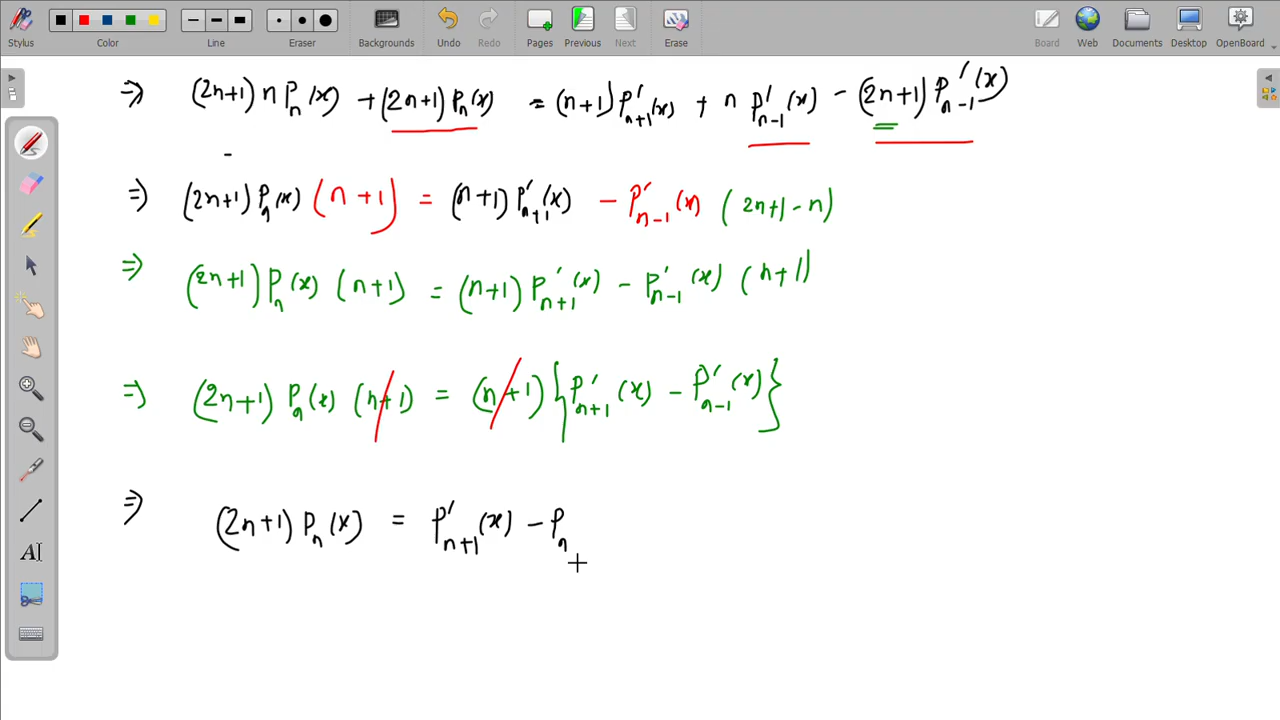 Stylus Color Line Eraser Backgrounds Undo Redo Pages Previous Next Erase Board Web Documents Desktop OpenBoard
⇒ (2n+1) n Pₙ(x) + (2n+1) Pₙ(x) = (n+1) P'ₙ₊₁(x) + n P'ₙ₋₁(x) − (2n+1) P'ₙ₋₁(x)
⇒ (2n+1) Pₙ(x) (n+1) = (n+1) P'ₙ₊₁(x) − P'ₙ₋₁(x) (2n+1−n)
⇒ (2n+1) Pₙ(x) (n+1) = (n+1) P'ₙ₊₁(x) − P'ₙ₋₁(x) (n+1)
⇒ (2n+1) Pₙ(x) (n+1) = (n+1) {P'ₙ₊₁(x) − P'ₙ₋₁(x)}
⇒ (2n+1) Pₙ(x) = P'ₙ₊₁(x) − Pₙ